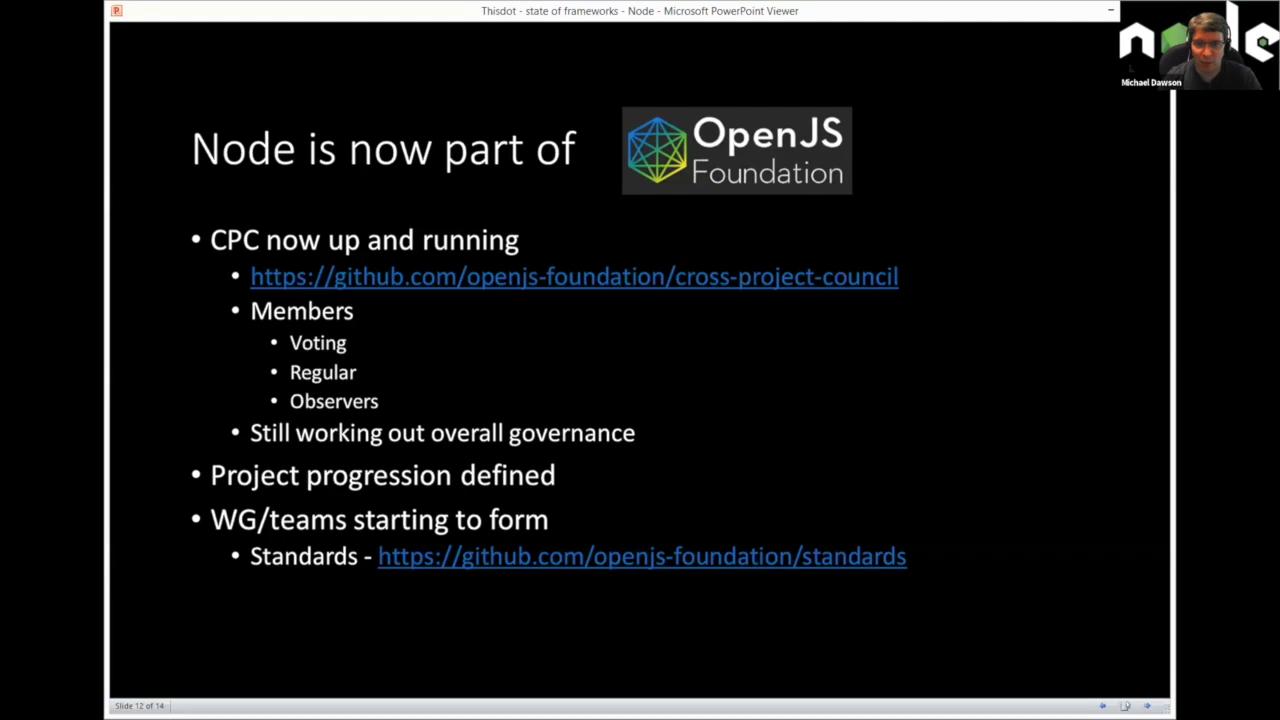 Thisdot - state of frameworks - Node - Microsoft PowerPoint Viewer
Michael Dawson
Node is now part of
OpenJS
Foundation
• CPC now up and running
• https://github.com/openjs-foundation/cross-project-council
• Members
• Voting
• Regular
• Observers
• Still working out overall governance
• Project progression defined
• WG/teams starting to form
• Standards - https://github.com/openjs-foundation/standards
Slide 12 of 14